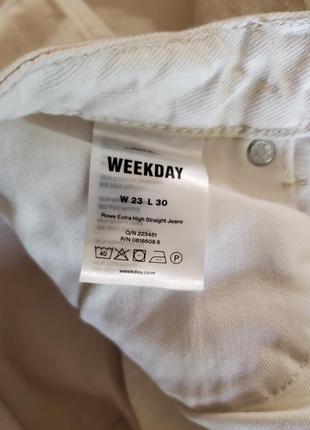 WEEKDAY
W 23 L 30
Rowe Extra High Straight Jeans
O/N 223451
P/N 0816608 5
40 P
weekday.com